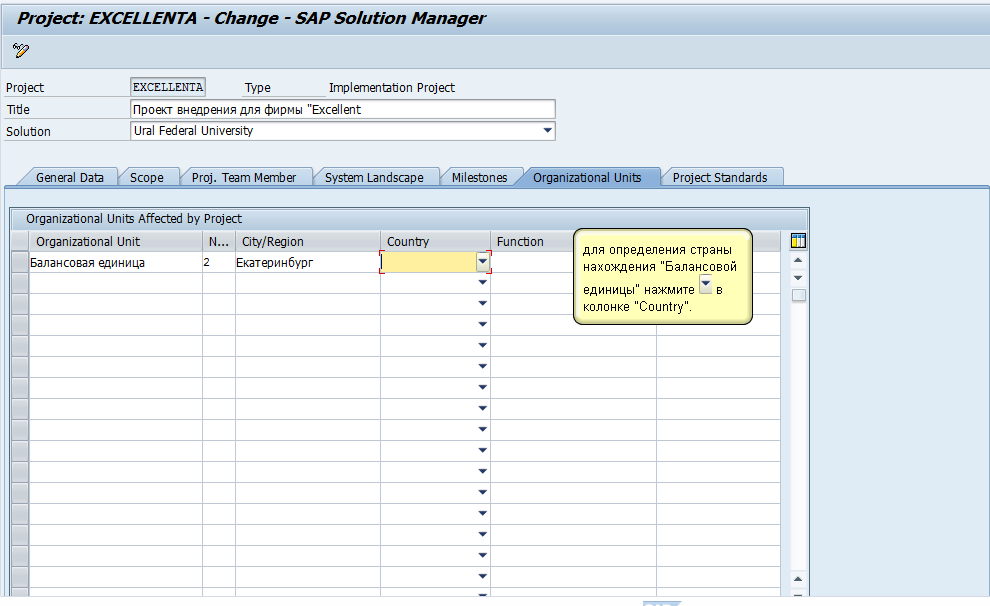 Project: EXCELLENTA - Change - SAP Solution Manager
Project EXCELLENTA Type Implementation Project
Title Проект внедрения для фирмы "Excellent
Solution Ural Federal University
General Data Scope Proj. Team Member System Landscape Milestones Organizational Units Project Standards
Organizational Units Affected by Project
Organizational Unit N... City/Region Country Function
Балансовая единица 2 Екатеринбург
для определения страны
нахождения "Балансовой
единицы" нажмите в
колонке "Country".